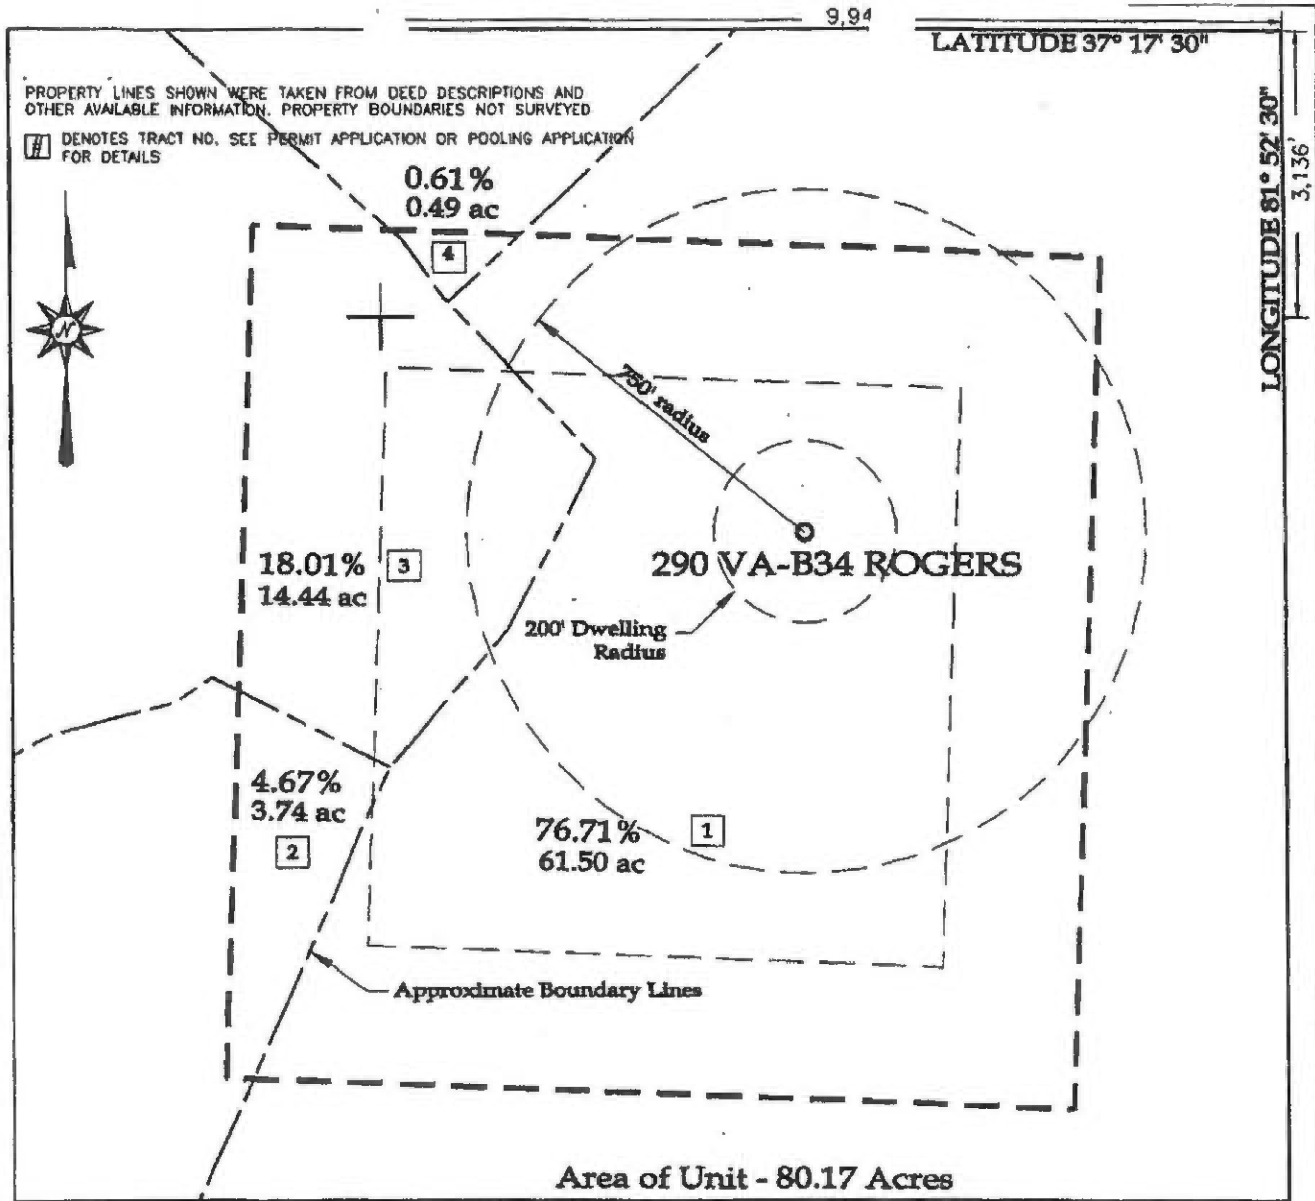 9,94
LATITUDE 37° 17' 30"
LONGITUDE 81° 52' 30"
3,136'
PROPERTY LINES SHOWN WERE TAKEN FROM DEED DESCRIPTIONS AND
OTHER AVAILABLE INFORMATION. PROPERTY BOUNDARIES NOT SURVEYED
# DENOTES TRACT NO. SEE PERMIT APPLICATION OR POOLING APPLICATION
FOR DETAILS
0.61%
0.49 ac
4
N
750' radius
18.01%
14.44 ac
3
290 VA-B34 ROGERS
200' Dwelling
Radius
4.67%
3.74 ac
2
76.71%
61.50 ac
1
Approximate Boundary Lines
Area of Unit - 80.17 Acres